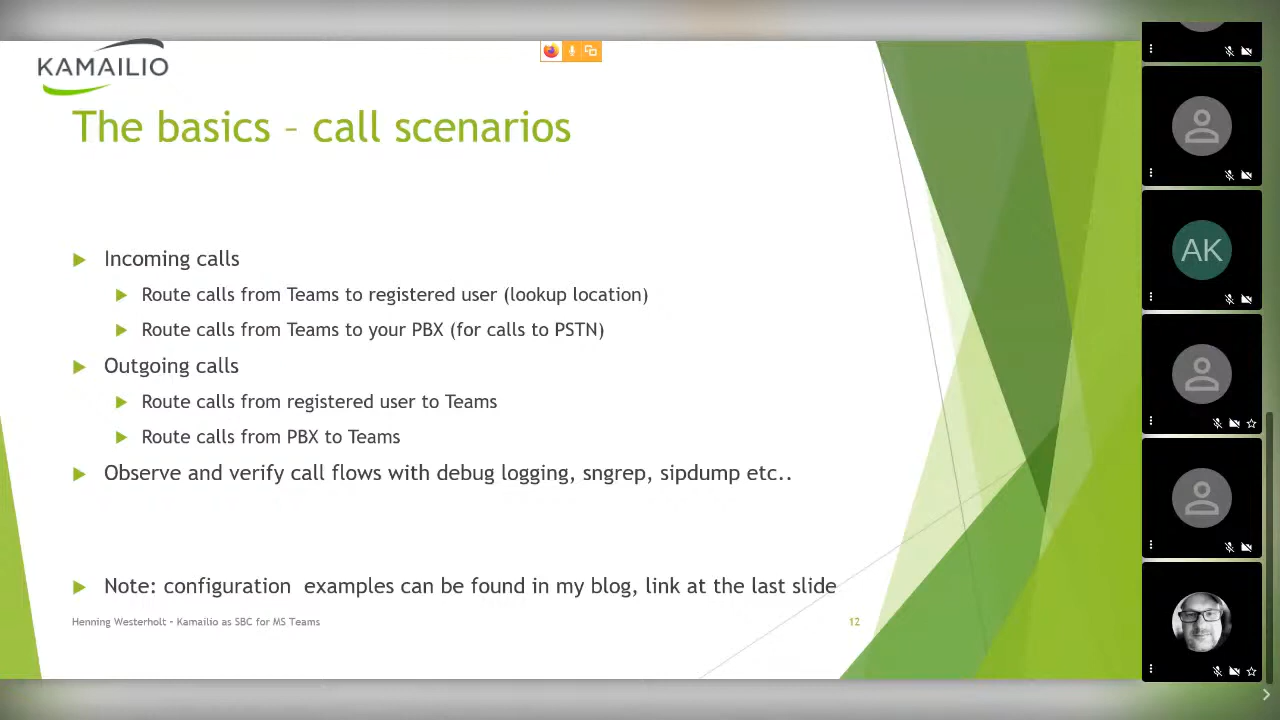 KAMAILIO
The basics – call scenarios
Incoming calls
Route calls from Teams to registered user (lookup location)
Route calls from Teams to your PBX (for calls to PSTN)
Outgoing calls
Route calls from registered user to Teams
Route calls from PBX to Teams
Observe and verify call flows with debug logging, sngrep, sipdump etc..
Note: configuration  examples can be found in my blog, link at the last slide
Henning Westerholt – Kamailio as SBC for MS Teams
12
AK